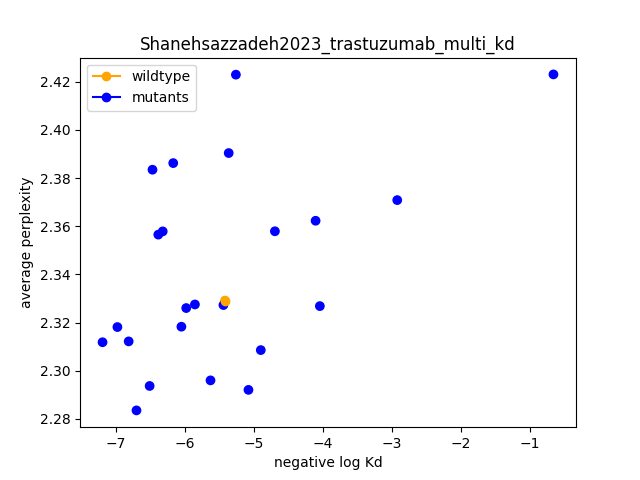 Shanehsazzadeh2023_trastuzumab_multi_kd
wildtype
mutants
average perplexity
2.42
2.40
2.38
2.36
2.34
2.32
2.30
2.28
−7 −6 −5 −4 −3 −2 −1
negative log Kd